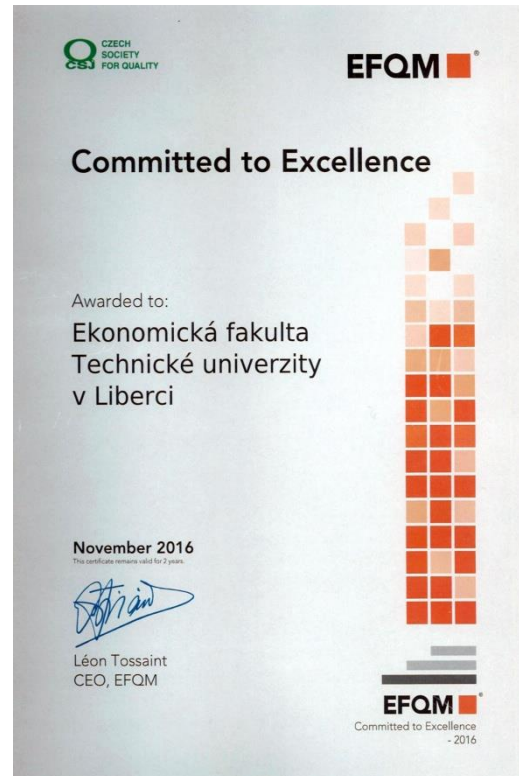 CZECH
SOCIETY
FOR QUALITY
CSJ
EFQM
®
Committed to Excellence
Awarded to:
Ekonomická fakulta
Technické univerzity
v Liberci
November 2016
This certificate remains valid for 2 years.
Léon Tossaint
CEO, EFQM
EFQM
®
Committed to Excellence
- 2016